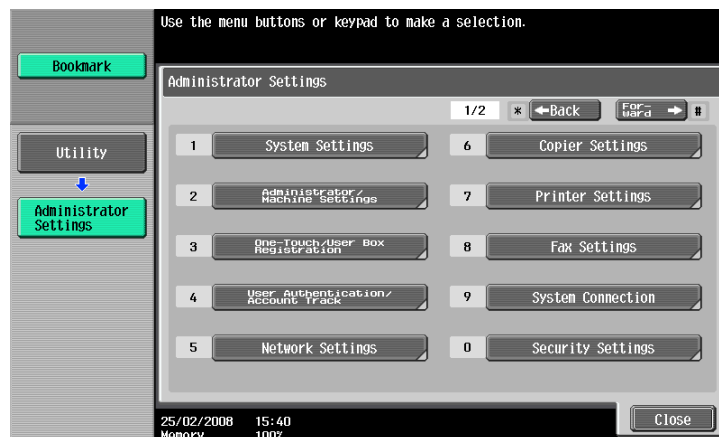 Use the menu buttons or keypad to make a selection.
Bookmark
Administrator Settings
1/2 * ←Back For-
ward → #
Utility
Administrator
Settings
1 System Settings
2 Administrator/
Machine Settings
3 One-Touch/User Box
Registration
4 User Authentication/
Account Track
5 Network Settings
6 Copier Settings
7 Printer Settings
8 Fax Settings
9 System Connection
0 Security Settings
25/02/2008 15:40
Memory 100%
Close